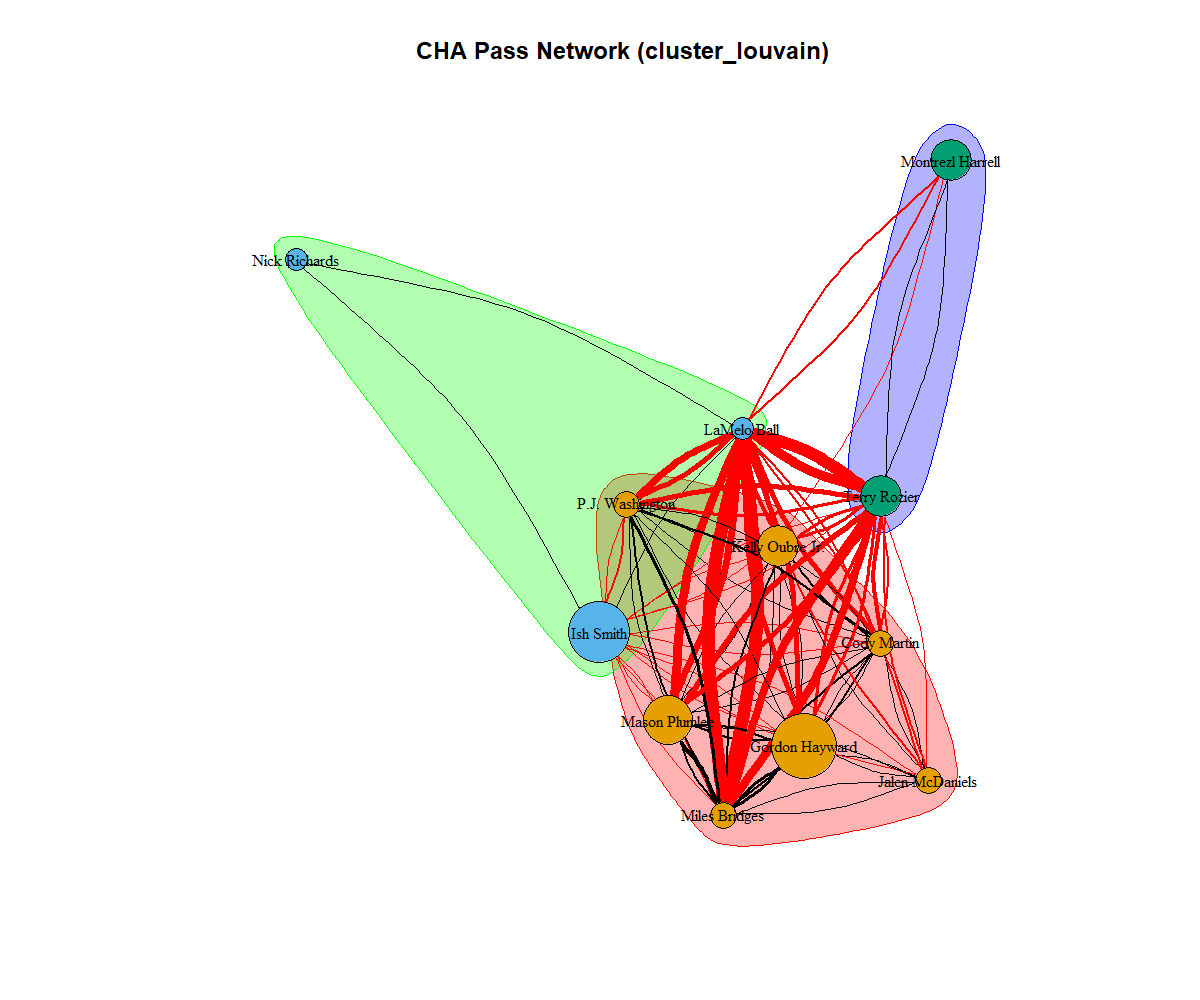 CHA Pass Network (cluster_louvain)
Montrezl Harrell
Nick Richards
LaMelo Ball
Terry Rozier
P.J. Washington
Kelly Oubre Jr.
Ish Smith
Cody Martin
Mason Plumlee
Gordon Hayward
Jalen McDaniels
Miles Bridges